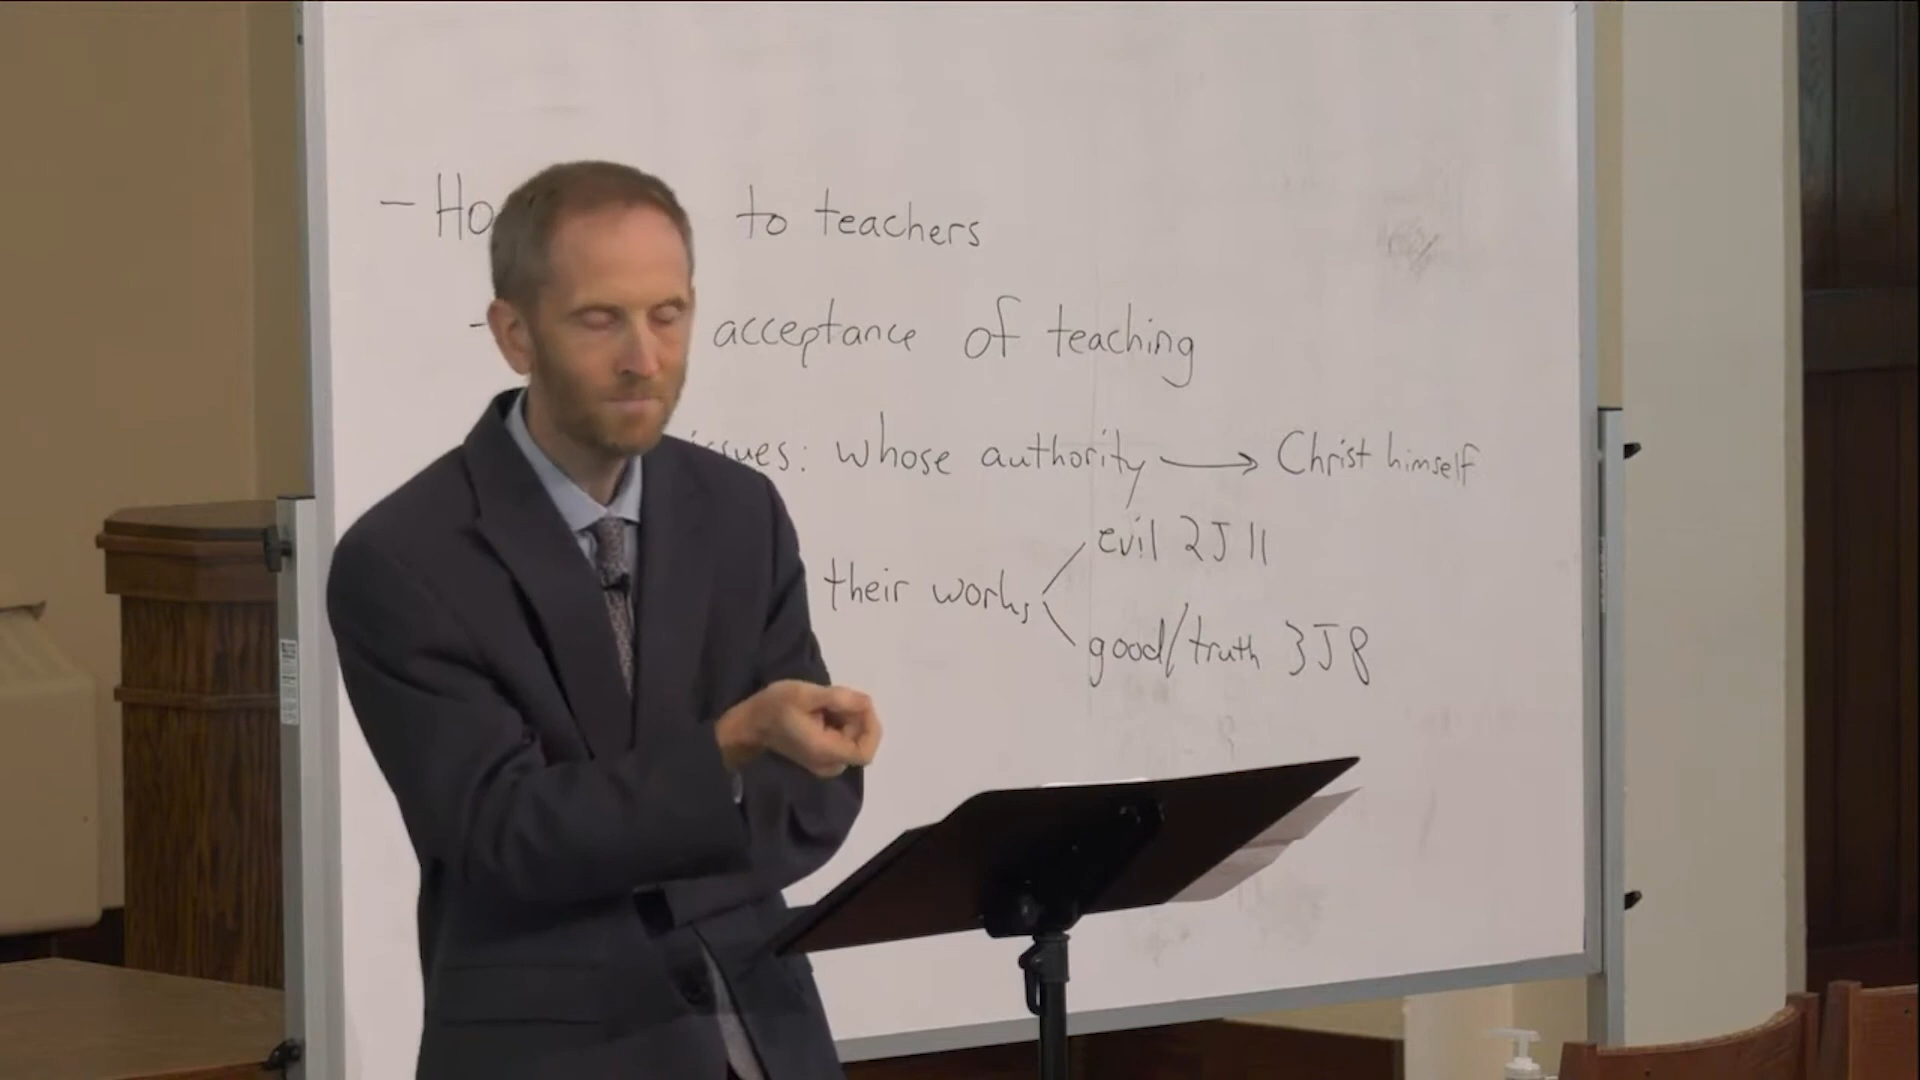 - Ho to teachers
- acceptance of teaching
issues: whose authority → Christ himself
evil 2J 11
their works
good/truth 3J 8